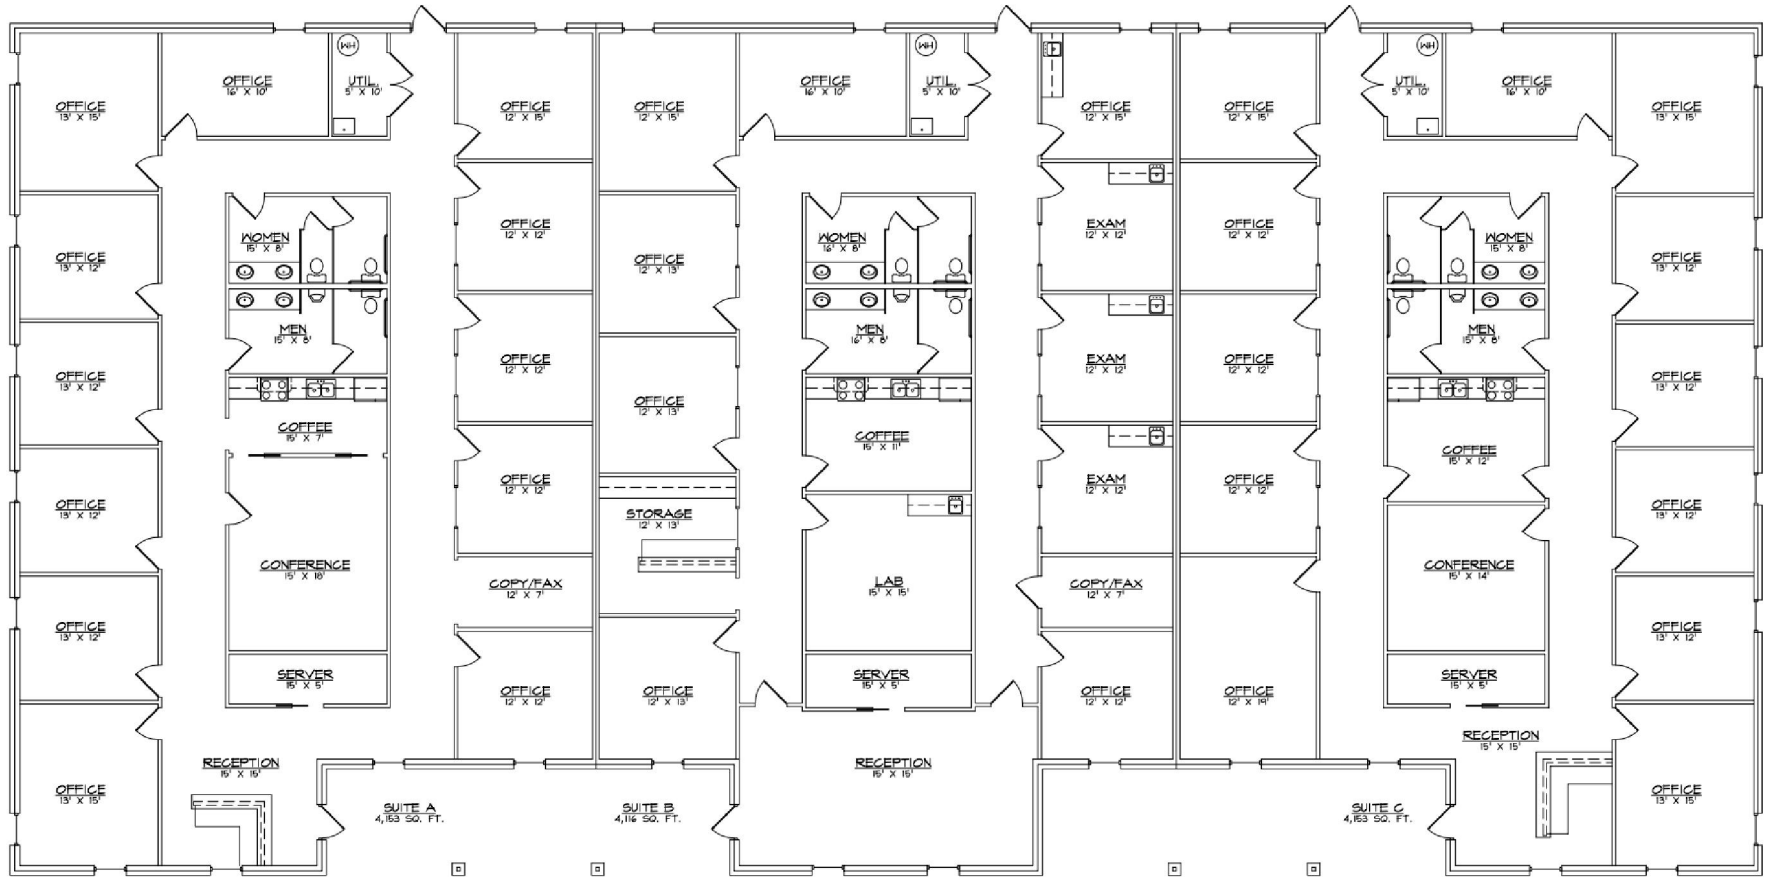 WH
WH
WH
OFFICE
16' X 10'
UTIL.
5' X 10'
OFFICE
16' X 10'
UTIL.
5' X 10'
UTIL.
5' X 10'
OFFICE
16' X 10'
OFFICE
13' X 15'
OFFICE
12' X 15'
OFFICE
12' X 15'
OFFICE
12' X 15'
OFFICE
12' X 15'
OFFICE
13' X 15'
WOMEN
15' X 8'
OFFICE
12' X 12'
WOMEN
16' X 8'
EXAM
12' X 12'
OFFICE
12' X 12'
WOMEN
15' X 8'
OFFICE
13' X 12'
OFFICE
12' X 13'
OFFICE
13' X 12'
MEN
15' X 8'
MEN
16' X 8'
MEN
15' X 8'
OFFICE
13' X 12'
OFFICE
12' X 12'
EXAM
12' X 12'
OFFICE
12' X 12'
OFFICE
13' X 12'
OFFICE
12' X 13'
COFFEE
15' X 7'
COFFEE
15' X 11'
COFFEE
15' X 12'
OFFICE
12' X 12'
EXAM
12' X 12'
OFFICE
12' X 12'
OFFICE
13' X 12'
STORAGE
12' X 13'
OFFICE
13' X 12'
CONFERENCE
15' X 18'
COPY/FAX
12' X 7'
LAB
15' X 15'
COPY/FAX
12' X 7'
CONFERENCE
15' X 14'
OFFICE
13' X 12'
OFFICE
13' X 12'
SERVER
15' X 5'
OFFICE
12' X 12'
OFFICE
12' X 13'
SERVER
15' X 5'
OFFICE
12' X 12'
OFFICE
12' X 19'
SERVER
15' X 5'
RECEPTION
15' X 15'
RECEPTION
15' X 15'
RECEPTION
15' X 15'
OFFICE
13' X 15'
OFFICE
13' X 15'
SUITE A
4,153 SQ. FT.
SUITE B
4,116 SQ. FT.
SUITE C
4,153 SQ. FT.